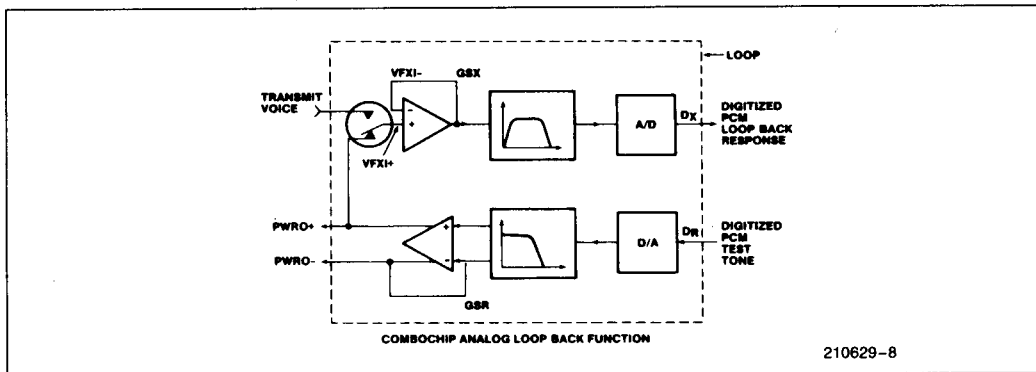 LOOP
VFXI-
GSX
TRANSMIT
VOICE
A/D
DX
DIGITIZED
PCM
LOOP BACK
RESPONSE
VFXI+
PWRO+
PWRO-
D/A
DR
DIGITIZED
PCM
TEST
TONE
GSR
COMBOCHIP ANALOG LOOP BACK FUNCTION
210629-8